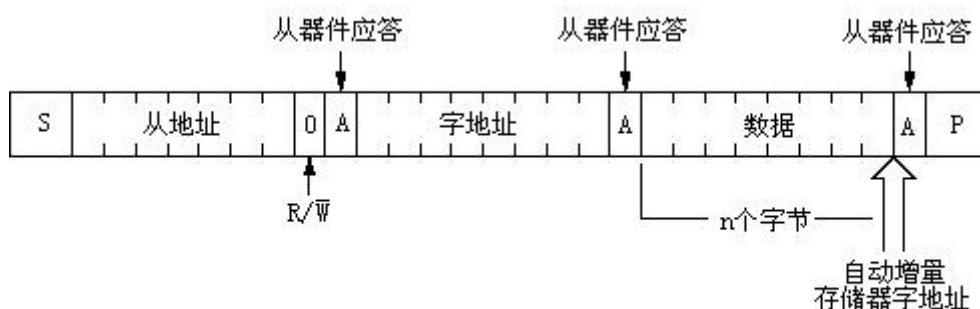 从器件应答 从器件应答 从器件应答
S 从地址 0 A 字地址 A 数据 A P
R/W̅
n个字节
自动增量
存储器字地址